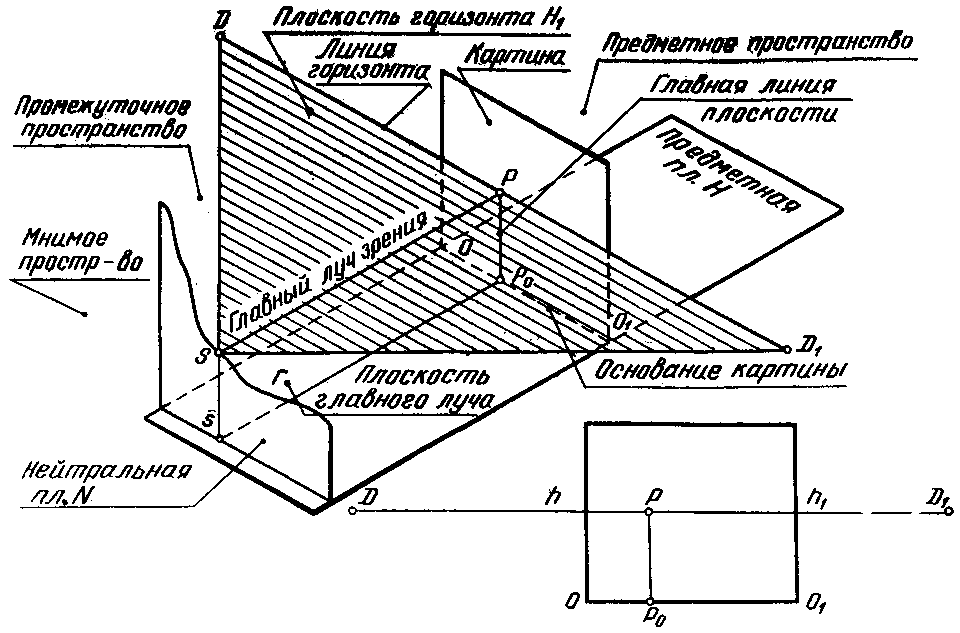 D
Плоскость горизонта H₁
Линия
горизонта
Картина
Предметное пространство
Главная линия
плоскости
Промежуточное
пространство
Предметная
пл. H
P
Мнимое
простр-во
Главный луч зрения
O
P₀
O₁
S
D₁
Г
Плоскость
главного луча
Основание картины
s̄
Нейтральная
пл. N
D
h
P
h₁
D₁
O
P₀
O₁